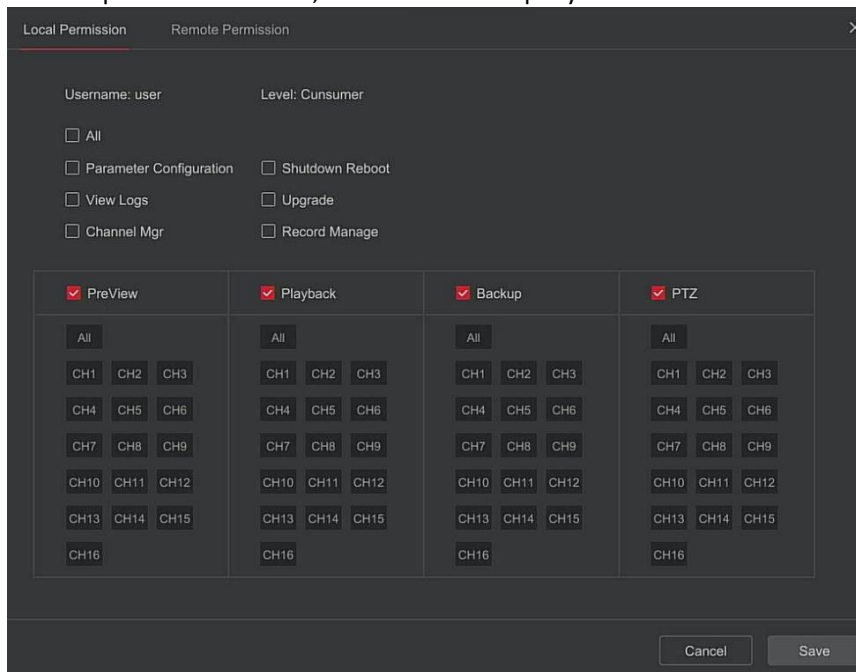 Local Permission Remote Permission
Username: user Level: Cunsumer
All
Parameter Configuration Shutdown Reboot
View Logs Upgrade
Channel Mgr Record Manage
PreView Playback Backup PTZ
All All All All
CH1 CH2 CH3 CH1 CH2 CH3 CH1 CH2 CH3 CH1 CH2 CH3
CH4 CH5 CH6 CH4 CH5 CH6 CH4 CH5 CH6 CH4 CH5 CH6
CH7 CH8 CH9 CH7 CH8 CH9 CH7 CH8 CH9 CH7 CH8 CH9
CH10 CH11 CH12 CH10 CH11 CH12 CH10 CH11 CH12 CH10 CH11 CH12
CH13 CH14 CH15 CH13 CH14 CH15 CH13 CH14 CH15 CH13 CH14 CH15
CH16 CH16 CH16 CH16
Cancel Save